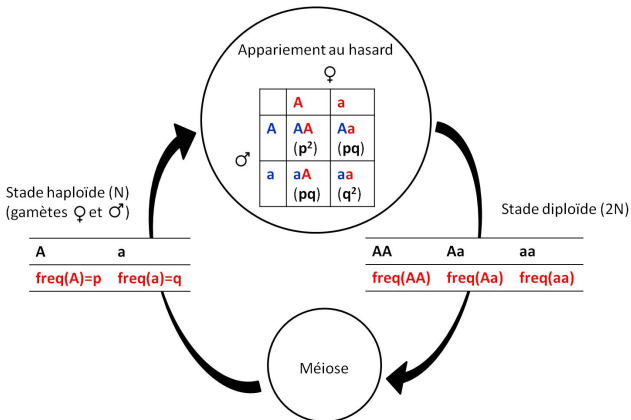 Appariement au hasard
♀
A a
A AA Aa
(p²) (pq)
♂
a aA aa
(pq) (q²)
Stade haploïde (N)
(gamètes ♀ et ♂)
A a
freq(A)=p freq(a)=q
Stade diploïde (2N)
AA Aa aa
freq(AA) freq(Aa) freq(aa)
Méiose